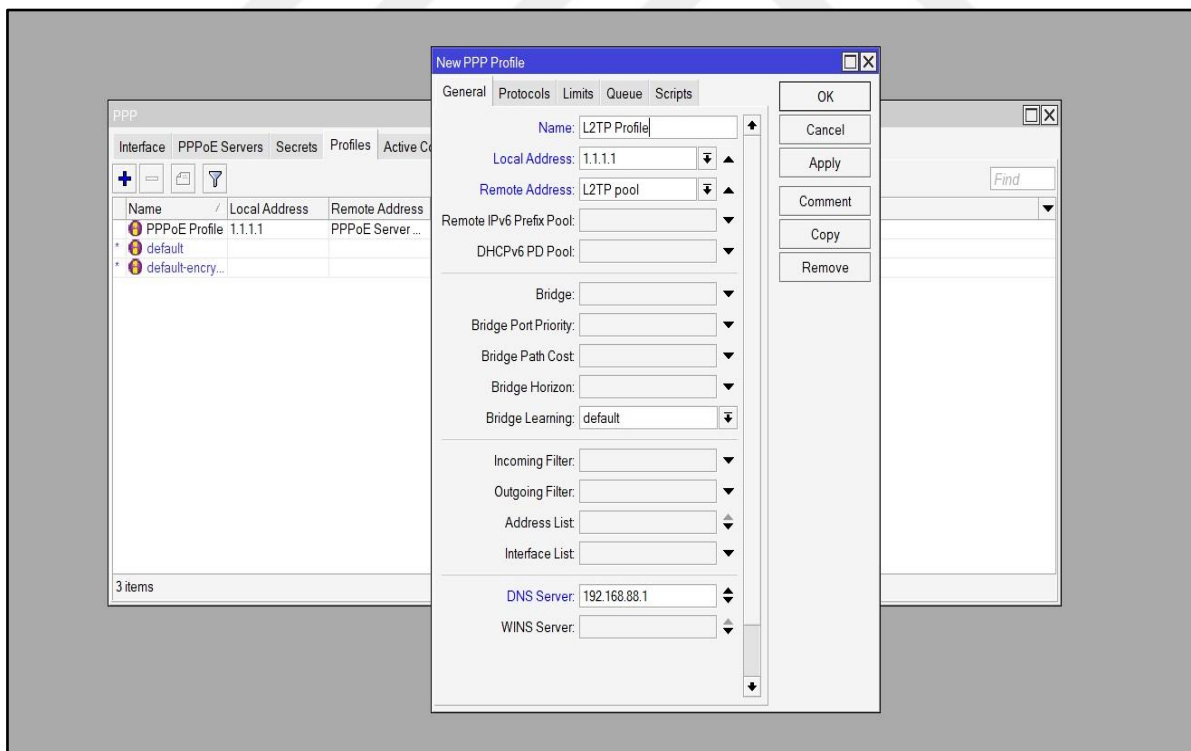 New PPP Profile
General Protocols Limits Queue Scripts
Name: L2TP Profile
Local Address: 1.1.1.1
Remote Address: L2TP pool
Remote IPv6 Prefix Pool:
DHCPv6 PD Pool:
Bridge:
Bridge Port Priority:
Bridge Path Cost:
Bridge Horizon:
Bridge Learning: default
Incoming Filter:
Outgoing Filter:
Address List:
Interface List:
DNS Server: 192.168.88.1
WINS Server:
OK
Cancel
Apply
Comment
Copy
Remove
PPP
Interface PPPoE Servers Secrets Profiles Active Co
Find
Name / Local Address Remote Address
PPPoE Profile 1.1.1.1 PPPoE Server ...
* default
* default-encry...
3 items